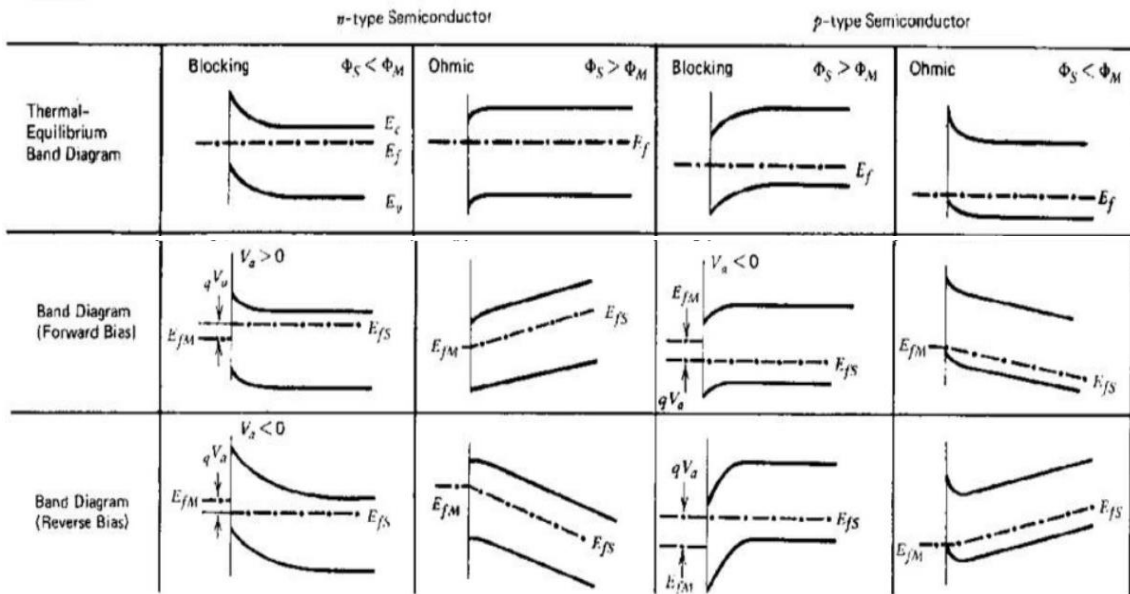 n-type Semiconductor
p-type Semiconductor
Thermal-
Equilibrium
Band Diagram
Blocking
Φ_S < Φ_M
E_c
E_f
E_v
Ohmic
Φ_S > Φ_M
E_f
Blocking
Φ_S > Φ_M
E_f
Ohmic
Φ_S < Φ_M
E_f
Band Diagram
(Forward Bias)
V_a > 0
qV_a
E_fM
E_fS
E_fM
E_fS
V_a < 0
E_fM
E_fS
qV_a
E_fM
E_fS
Band Diagram
(Reverse Bias)
V_a < 0
qV_a
E_fM
E_fS
E_fM
E_fS
qV_a
E_fS
E_fM
E_fM
E_fS